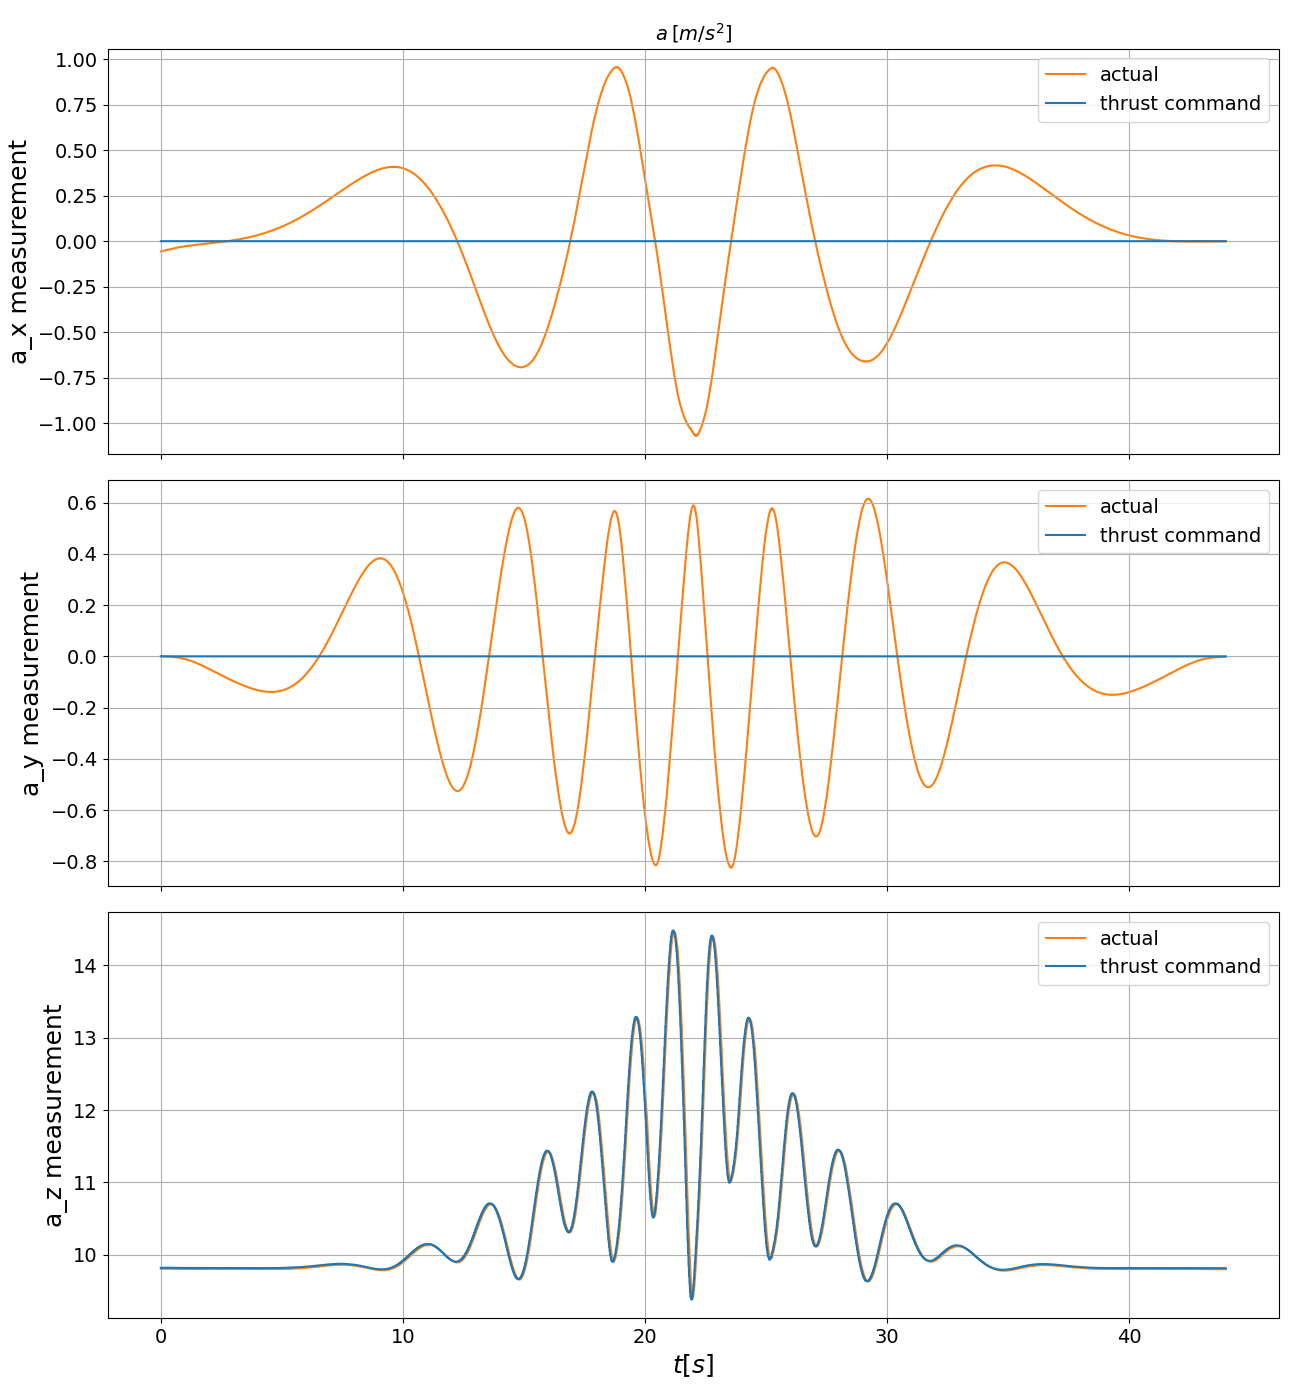 a [m/s²]
1.00
0.75
0.50
0.25
0.00
−0.25
−0.50
−0.75
−1.00
a_x measurement
actual
thrust command
0.6
0.4
0.2
0.0
−0.2
−0.4
−0.6
−0.8
a_y measurement
actual
thrust command
14
13
12
11
10
a_z measurement
actual
thrust command
0 10 20 30 40
t[s]